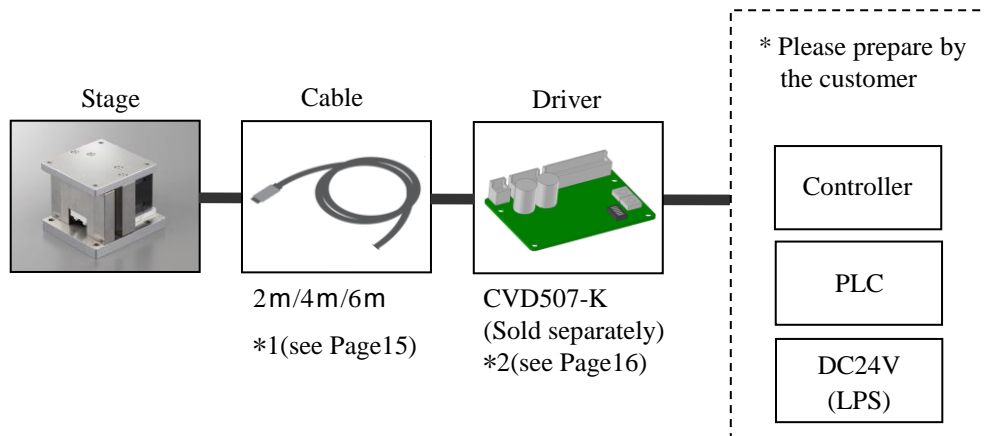 Stage
Cable
Driver
* Please prepare by
the customer
2m/4m/6m
*1(see Page15)
CVD507-K
(Sold separately)
*2(see Page16)
Controller
PLC
DC24V
(LPS)